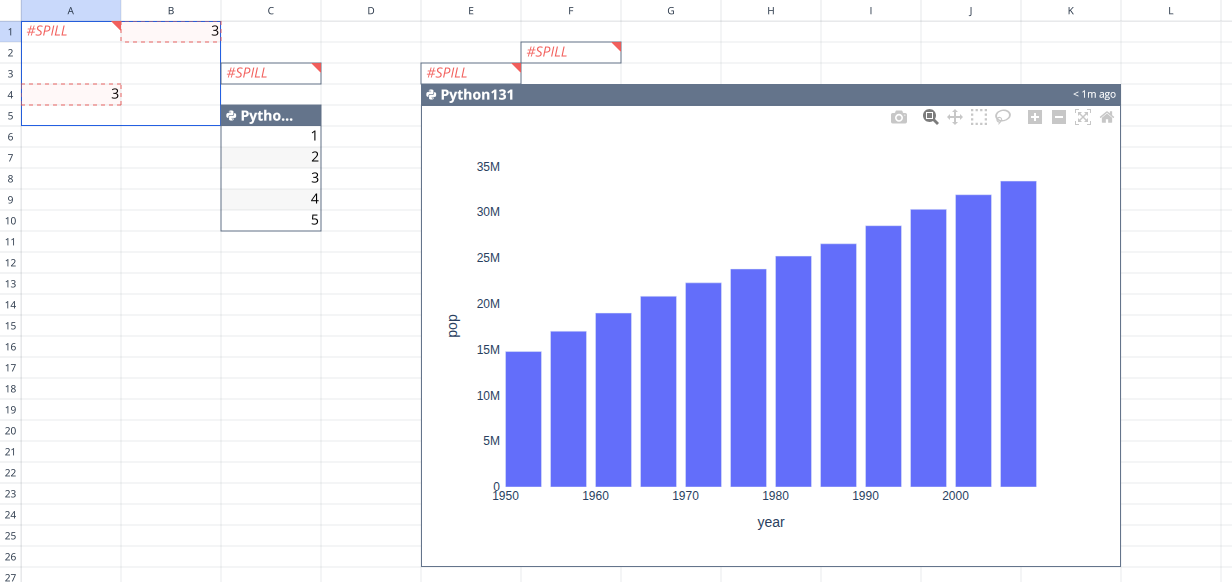 A B C D E F G H I J K L
1 #SPILL 3
2 #SPILL
3 #SPILL #SPILL
4 3 Python131 < 1m ago
5 Pytho...
6 1
7 2
8 3
9 4
10 5
11
12
13
14
15
16
17
18
19
20
21
22
23
24
25
26
27
35M
30M
25M
20M
15M
10M
5M
0
1950 1960 1970 1980 1990 2000
pop
year